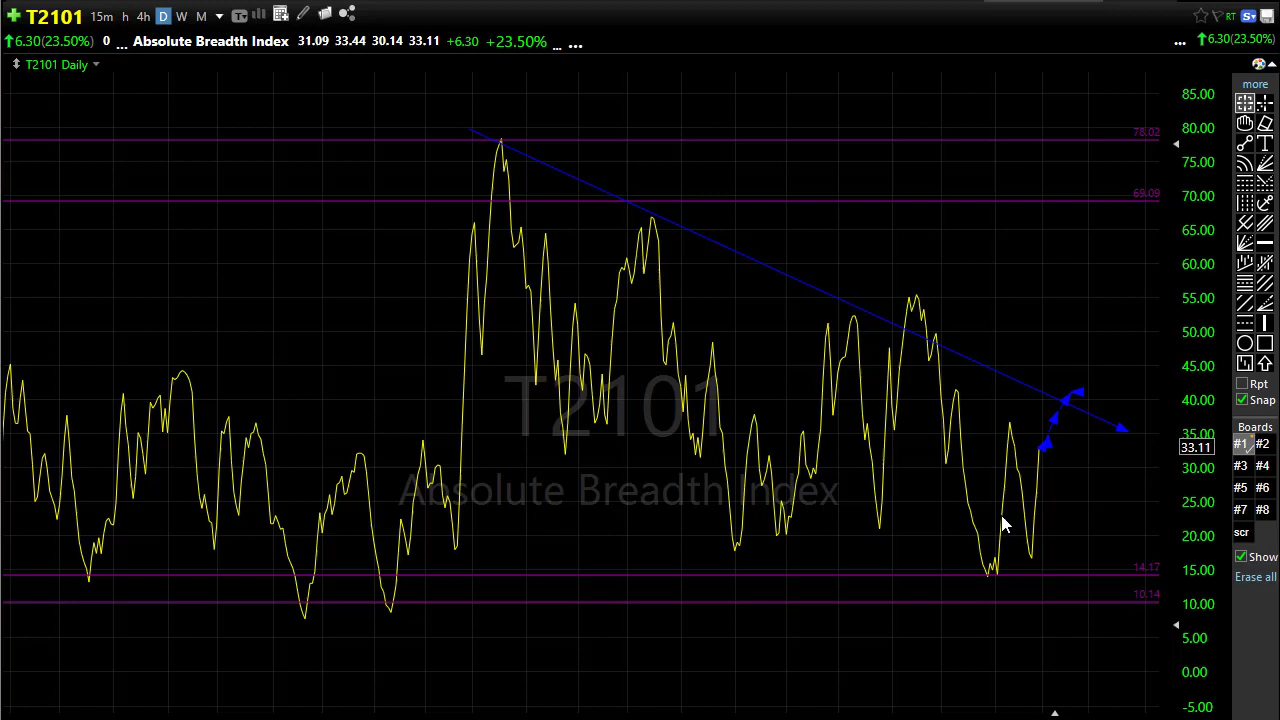 T2101 15m h 4h D W M T RT S
6.30(23.50%) 0 ... Absolute Breadth Index 31.09 33.44 30.14 33.11 +6.30 +23.50% ... ... ... 6.30(23.50%)
T2101 Daily
more
85.00
80.00
78.02
75.00
70.00
69.09
65.00
60.00
55.00
50.00
45.00
40.00
35.00
33.11
30.00
25.00
20.00
15.00
14.17
10.14
10.00
5.00
0.00
-5.00
T2101
Absolute Breadth Index
T
Rpt
Snap
Boards
#1 #2
#3 #4
#5 #6
#7 #8
scr
Show
Erase all